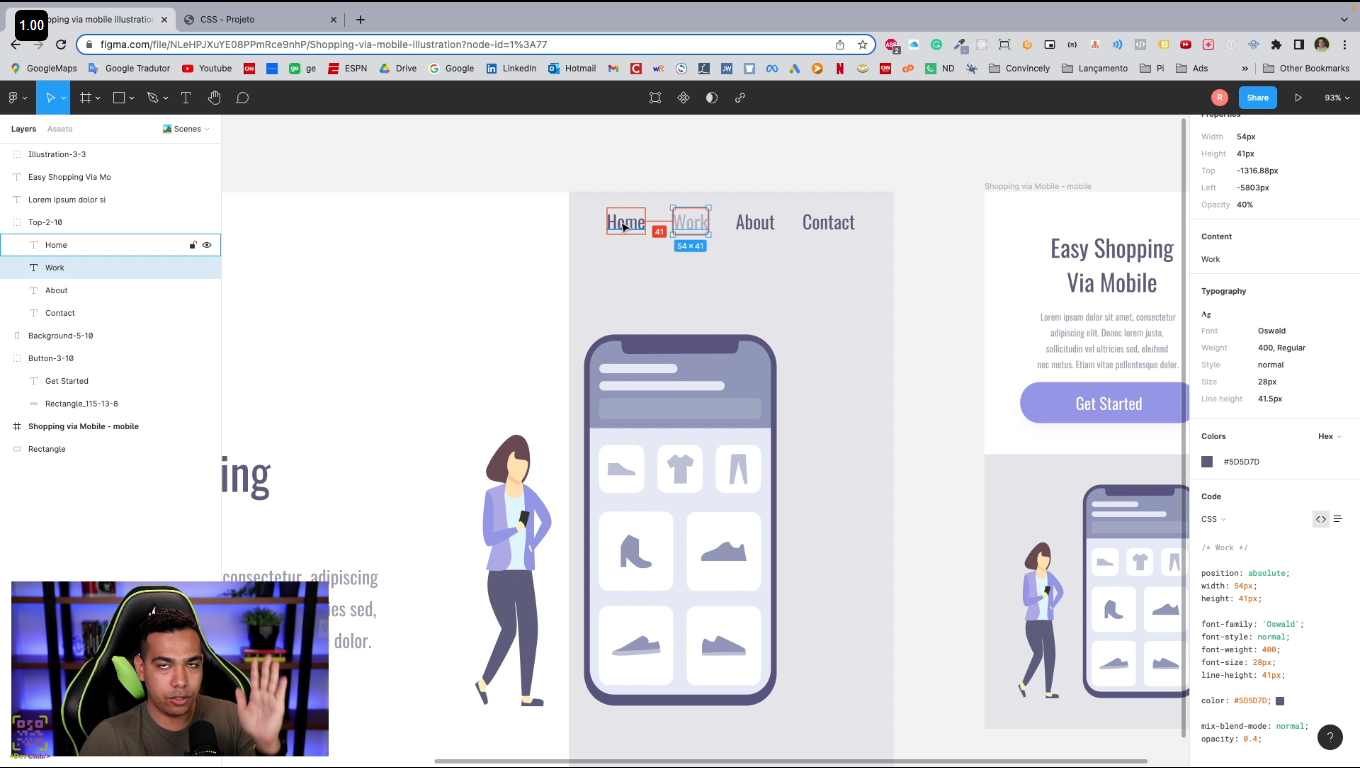 1.00
opping via mobile illustration
CSS - Projeto
figma.com/file/NLeHPJXuYE08PPmRce9nhP/Shopping-via-mobile-illustration?node-id=1%3A77
GoogleMaps
Google Tradutor
Youtube
CNN
ge
ESPN
Drive
Google
LinkedIn
Hotmail
ND
Convincely
Lançamento
Pi
Ads
»
Other Bookmarks
R
Share
93%
Layers
Assets
Scenes
Illustration-3-3
Easy Shopping Via Mo
Lorem ipsum dolor si
Top-2-10
Home
Work
About
Contact
Background-5-10
Button-3-10
Get Started
Rectangle_115-13-8
Shopping via Mobile - mobile
Rectangle
Home
Work
About
Contact
41
54 × 41
ing
consectetur, adipiscing
ies sed,
dolor.
Shopping via Mobile - mobile
Easy Shopping
Via Mobile
Lorem ipsum dolor sit amet, consectetur
adipiscing elit. Donec lorem justo,
sollicitudin vel ultricies sed, eleifend
nec metus. Etiam vitae pellentesque dolor.
Get Started
Properties
Width 54px
Height 41px
Top -1316.88px
Left -5803px
Opacity 40%
Content
Work
Typography
Ag
Font Oswald
Weight 400, Regular
Style normal
Size 28px
Line height 41.5px
Colors Hex
#5D5D7D
Code
CSS
/* Work */
position: absolute;
width: 54px;
height: 41px;
font-family: 'Oswald';
font-style: normal;
font-weight: 400;
font-size: 28px;
line-height: 41px;
color: #5D5D7D;
mix-blend-mode: normal;
opacity: 0.4;
?
<DevClub/>